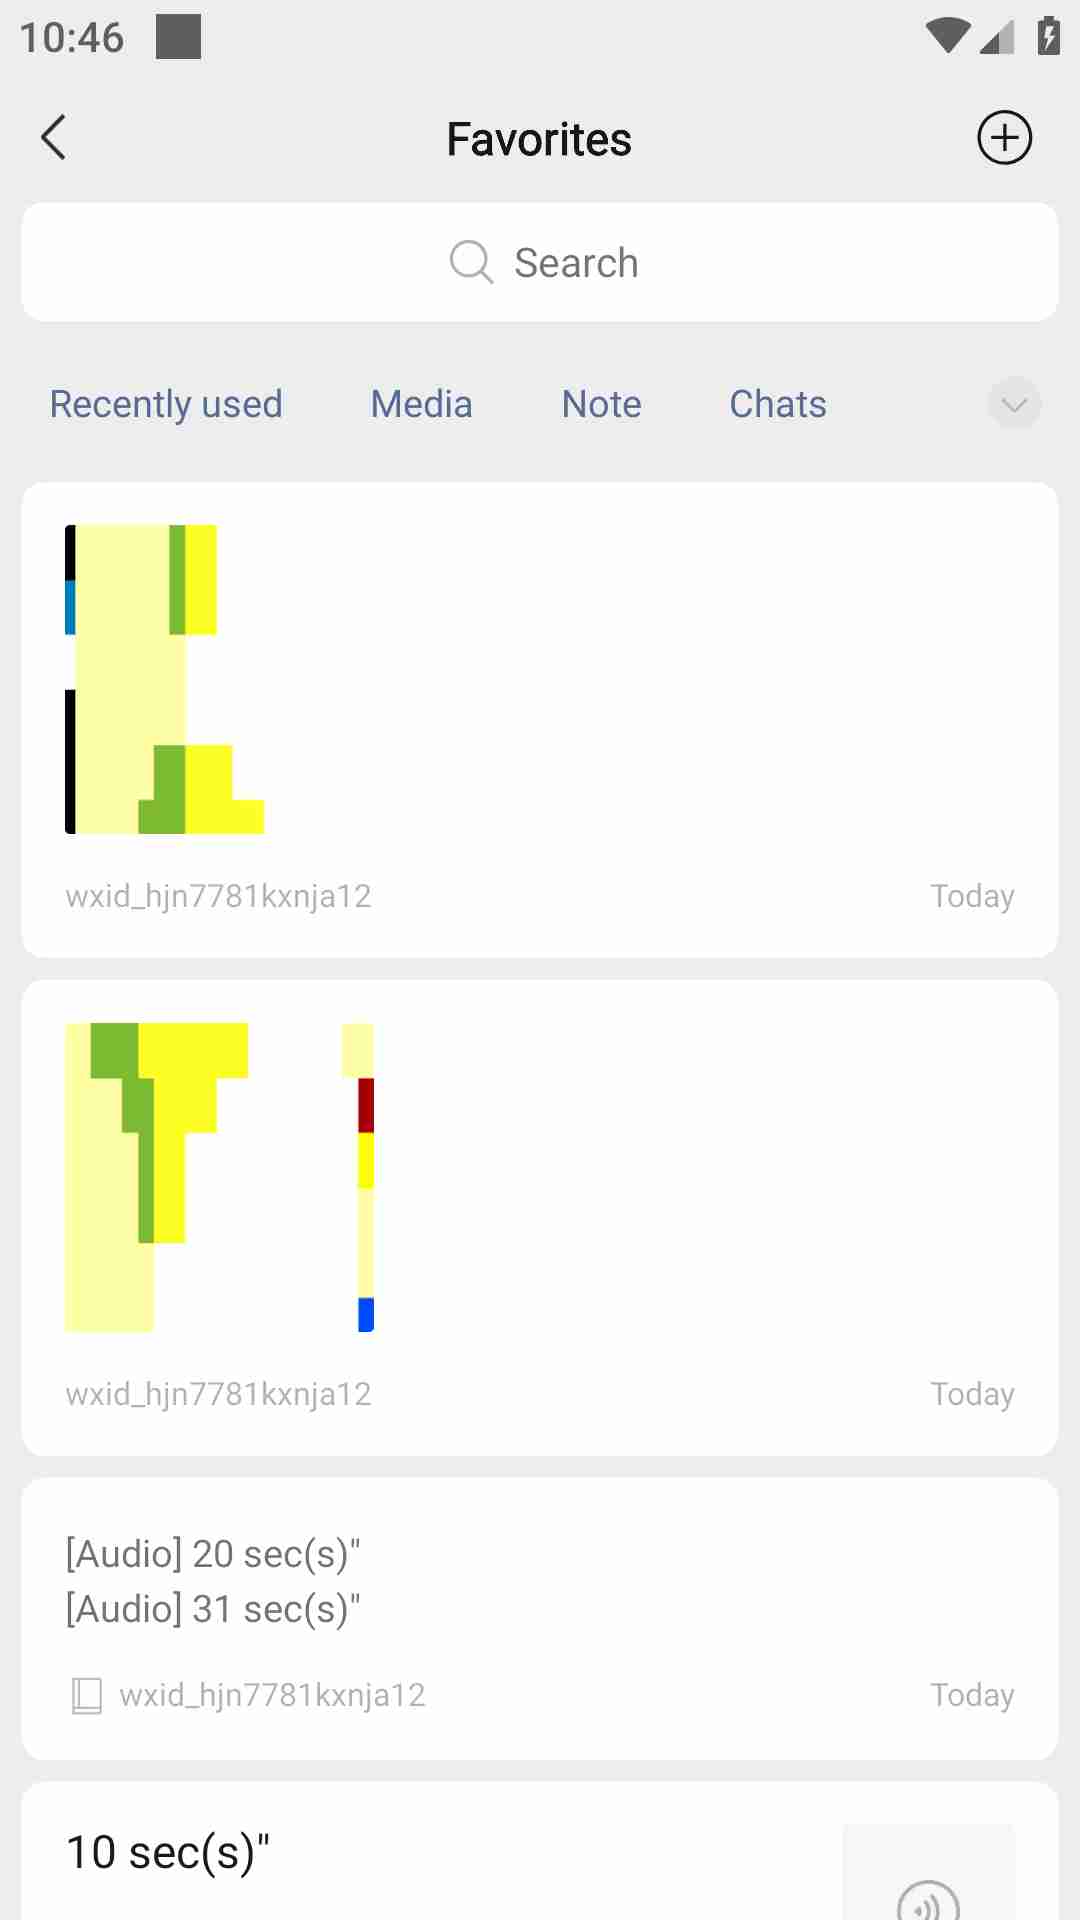 10:46
Favorites
Search
Recently used Media Note Chats
wxid_hjn7781kxnja12 Today
wxid_hjn7781kxnja12 Today
[Audio] 20 sec(s)"
[Audio] 31 sec(s)"
wxid_hjn7781kxnja12 Today
10 sec(s)"